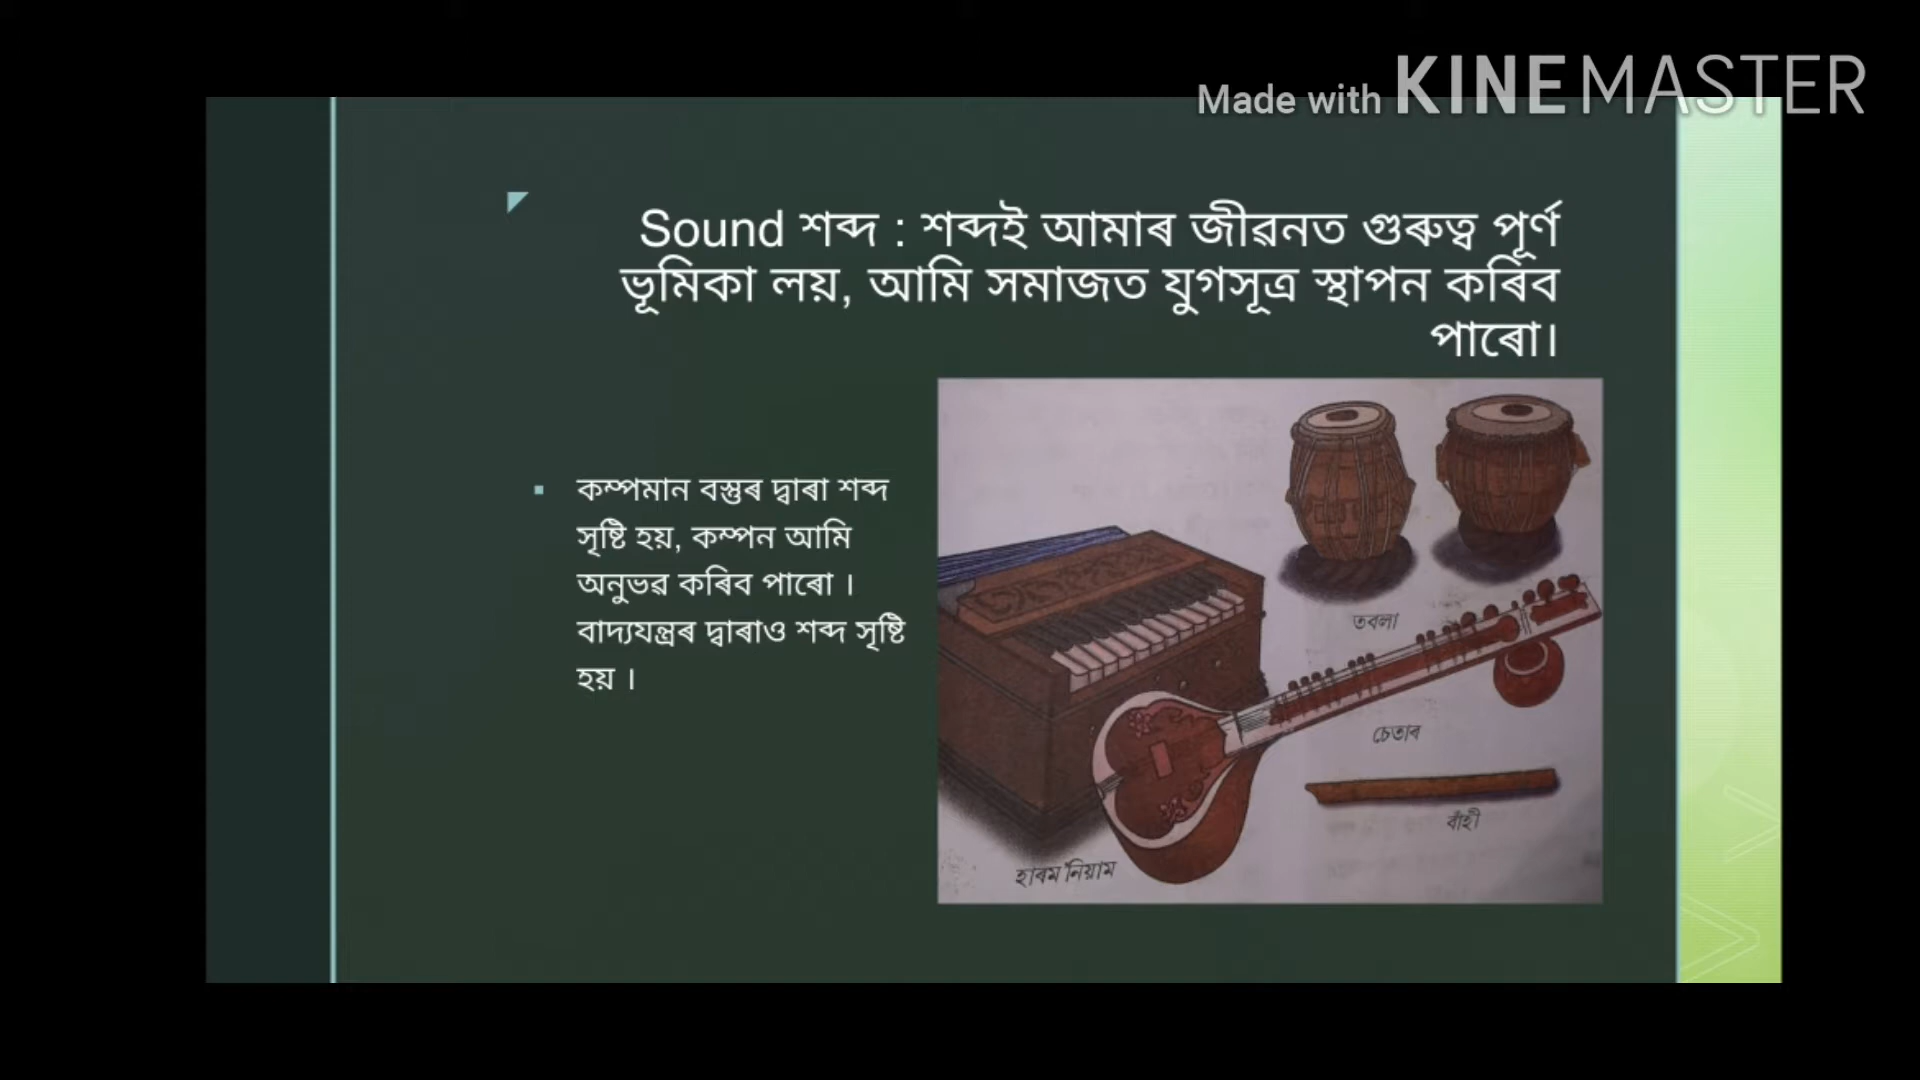 Made with KINEMASTER
Sound শব্দ : শব্দই আমাৰ জীৱনত গুৰুত্ব পূৰ্ণ
ভূমিকা লয়, আমি সমাজত যুগসূত্ৰ স্থাপন কৰিব
পাৰো।
কম্পমান বস্তুৰ দ্বাৰা শব্দ
সৃষ্টি হয়, কম্পন আমি
অনুভৱ কৰিব পাৰো ।
বাদ্যযন্ত্ৰৰ দ্বাৰাও শব্দ সৃষ্টি
হয় ।
তবলা
চেতাৰ
বাঁহী
হাৰম'নিয়াম